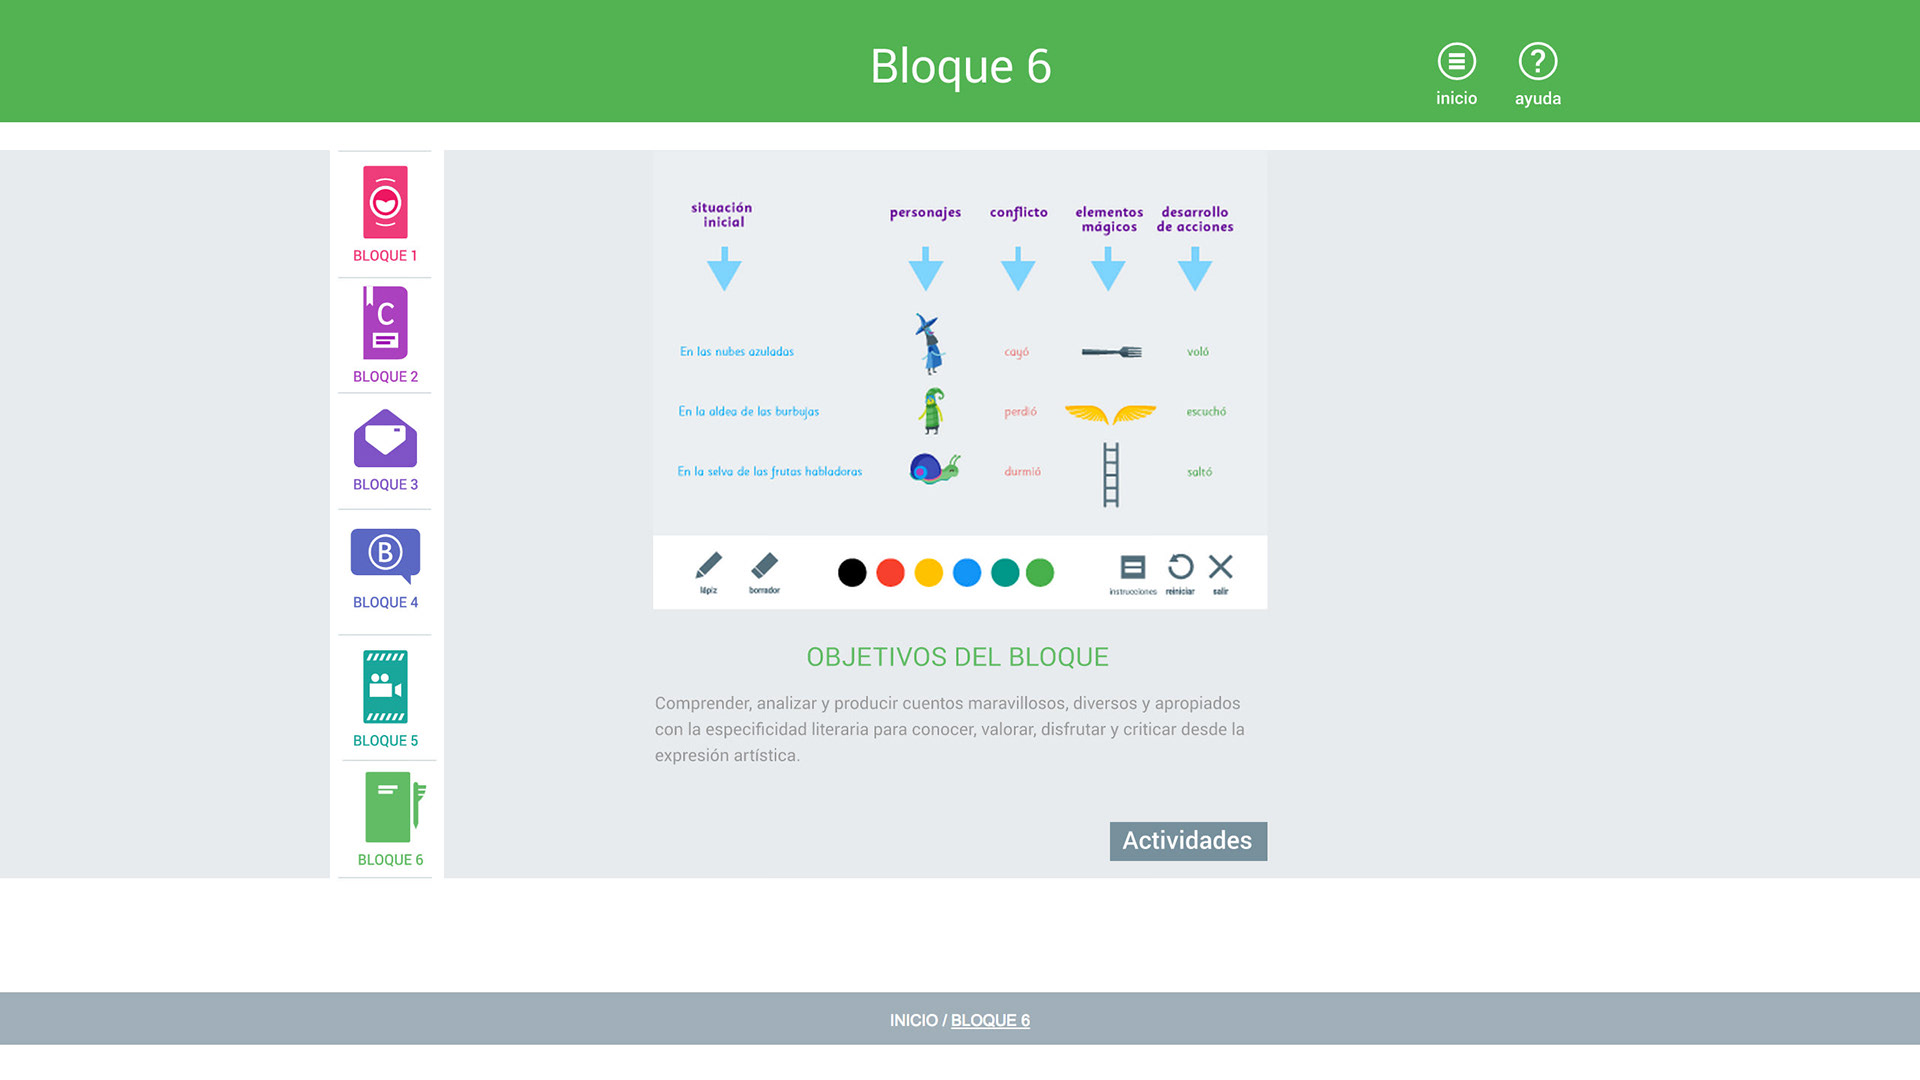 Bloque 6
inicio
ayuda
BLOQUE 1
C
BLOQUE 2
BLOQUE 3
B
BLOQUE 4
BLOQUE 5
BLOQUE 6
situación
inicial
personajes
conflicto
elementos
mágicos
desarrollo
de acciones
En las nubes azuladas
cayó
voló
En la aldea de las burbujas
perdió
escuchó
En la selva de las frutas habladoras
durmió
saltó
lápiz
borrador
instrucciones
reiniciar
salir
OBJETIVOS DEL BLOQUE
Comprender, analizar y producir cuentos maravillosos, diversos y apropiados
con la especificidad literaria para conocer, valorar, disfrutar y criticar desde la
expresión artística.
Actividades
INICIO / BLOQUE 6